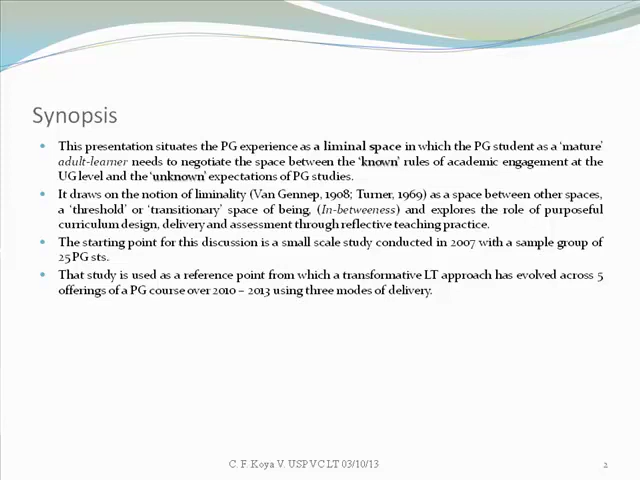 Synopsis
This presentation situates the PG experience as a liminal space in which the PG student as a ‘mature’
adult-learner needs to negotiate the space between the ‘known’ rules of academic engagement at the
UG level and the ‘unknown’ expectations of PG studies.
It draws on the notion of liminality (Van Gennep, 1908; Turner, 1969) as a space between other spaces,
a ‘threshold’ or ‘transitionary’ space of being, (In-betweeness) and explores the role of purposeful
curriculum design, delivery and assessment through reflective teaching practice.
The starting point for this discussion is a small scale study conducted in 2007 with a sample group of
25 PG sts.
That study is used as a reference point from which a transformative LT approach has evolved across 5
offerings of a PG course over 2010 – 2013 using three modes of delivery.
C. F. Koya V. USP VC LT 03/10/13
2